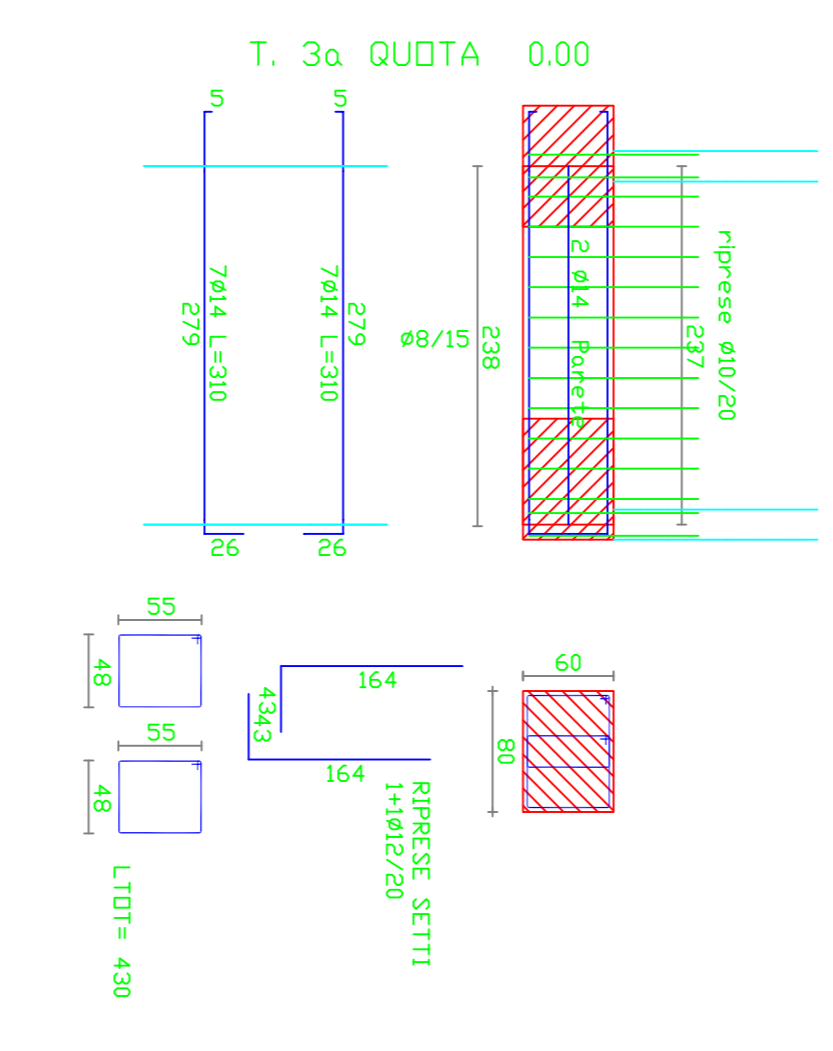 T. 3a QUOTA 0.00
5
5
7ø14 L=310
279
7ø14 L=310
279
26
26
ø8/15
238
2 ø14 Parete
237
riprese ø10/20
55
48
55
48
LTOT= 430
164
43
43
164
RIPRESE SETTI
1+1ø12/20
60
80